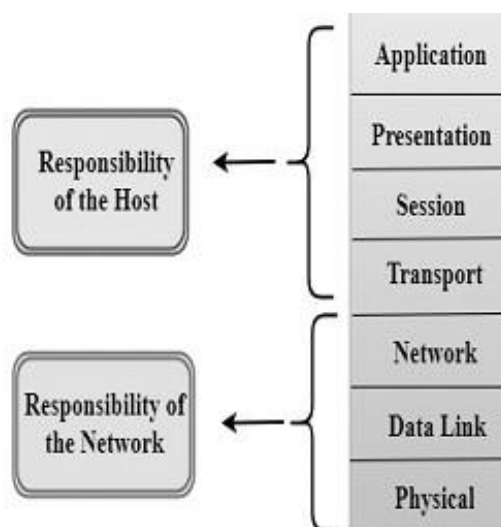 Application
Presentation
Session
Transport
Network
Data Link
Physical
Responsibility
of the Host
Responsibility of
the Network